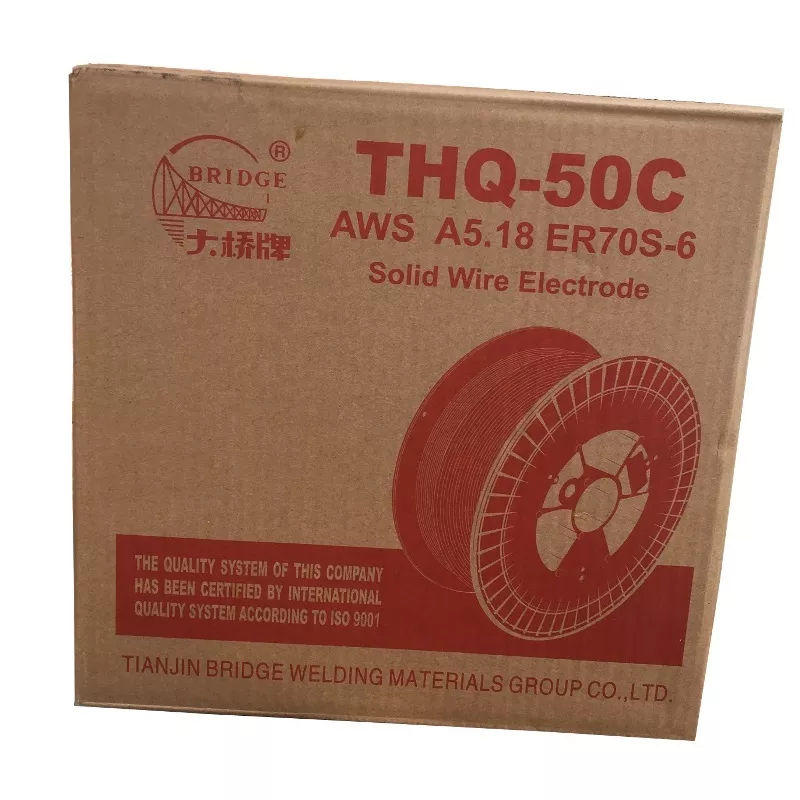 BRIDGE ®
大桥牌
THQ-50C
AWS A5.18 ER70S-6
Solid Wire Electrode
THE QUALITY SYSTEM OF THIS COMPANY
HAS BEEN CERTIFIED BY INTERNATIONAL
QUALITY SYSTEM ACCORDING TO ISO 9001
TIANJIN BRIDGE WELDING MATERIALS GROUP CO.,LTD.